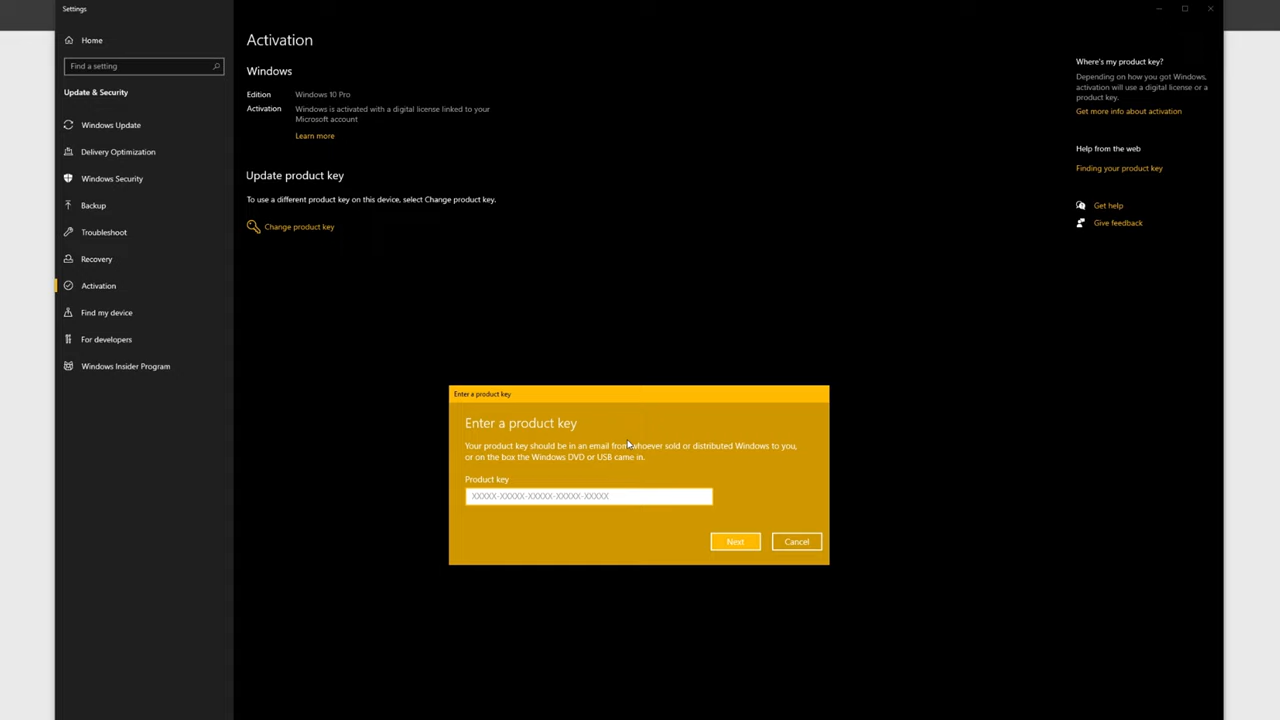 Settings
Home
Find a setting
Update & Security
Windows Update
Delivery Optimization
Windows Security
Backup
Troubleshoot
Recovery
Activation
Find my device
For developers
Windows Insider Program
Activation
Windows
Edition Windows 10 Pro
Activation Windows is activated with a digital license linked to your
Microsoft account
Learn more
Update product key
To use a different product key on this device, select Change product key.
Change product key
Where's my product key?
Depending on how you got Windows,
activation will use a digital license or a
product key.
Get more info about activation
Help from the web
Finding your product key
Get help
Give feedback
Enter a product key
Enter a product key
Your product key should be in an email from whoever sold or distributed Windows to you,
or on the box the Windows DVD or USB came in.
Product key
XXXXX-XXXXX-XXXXX-XXXXX-XXXXX
Next Cancel